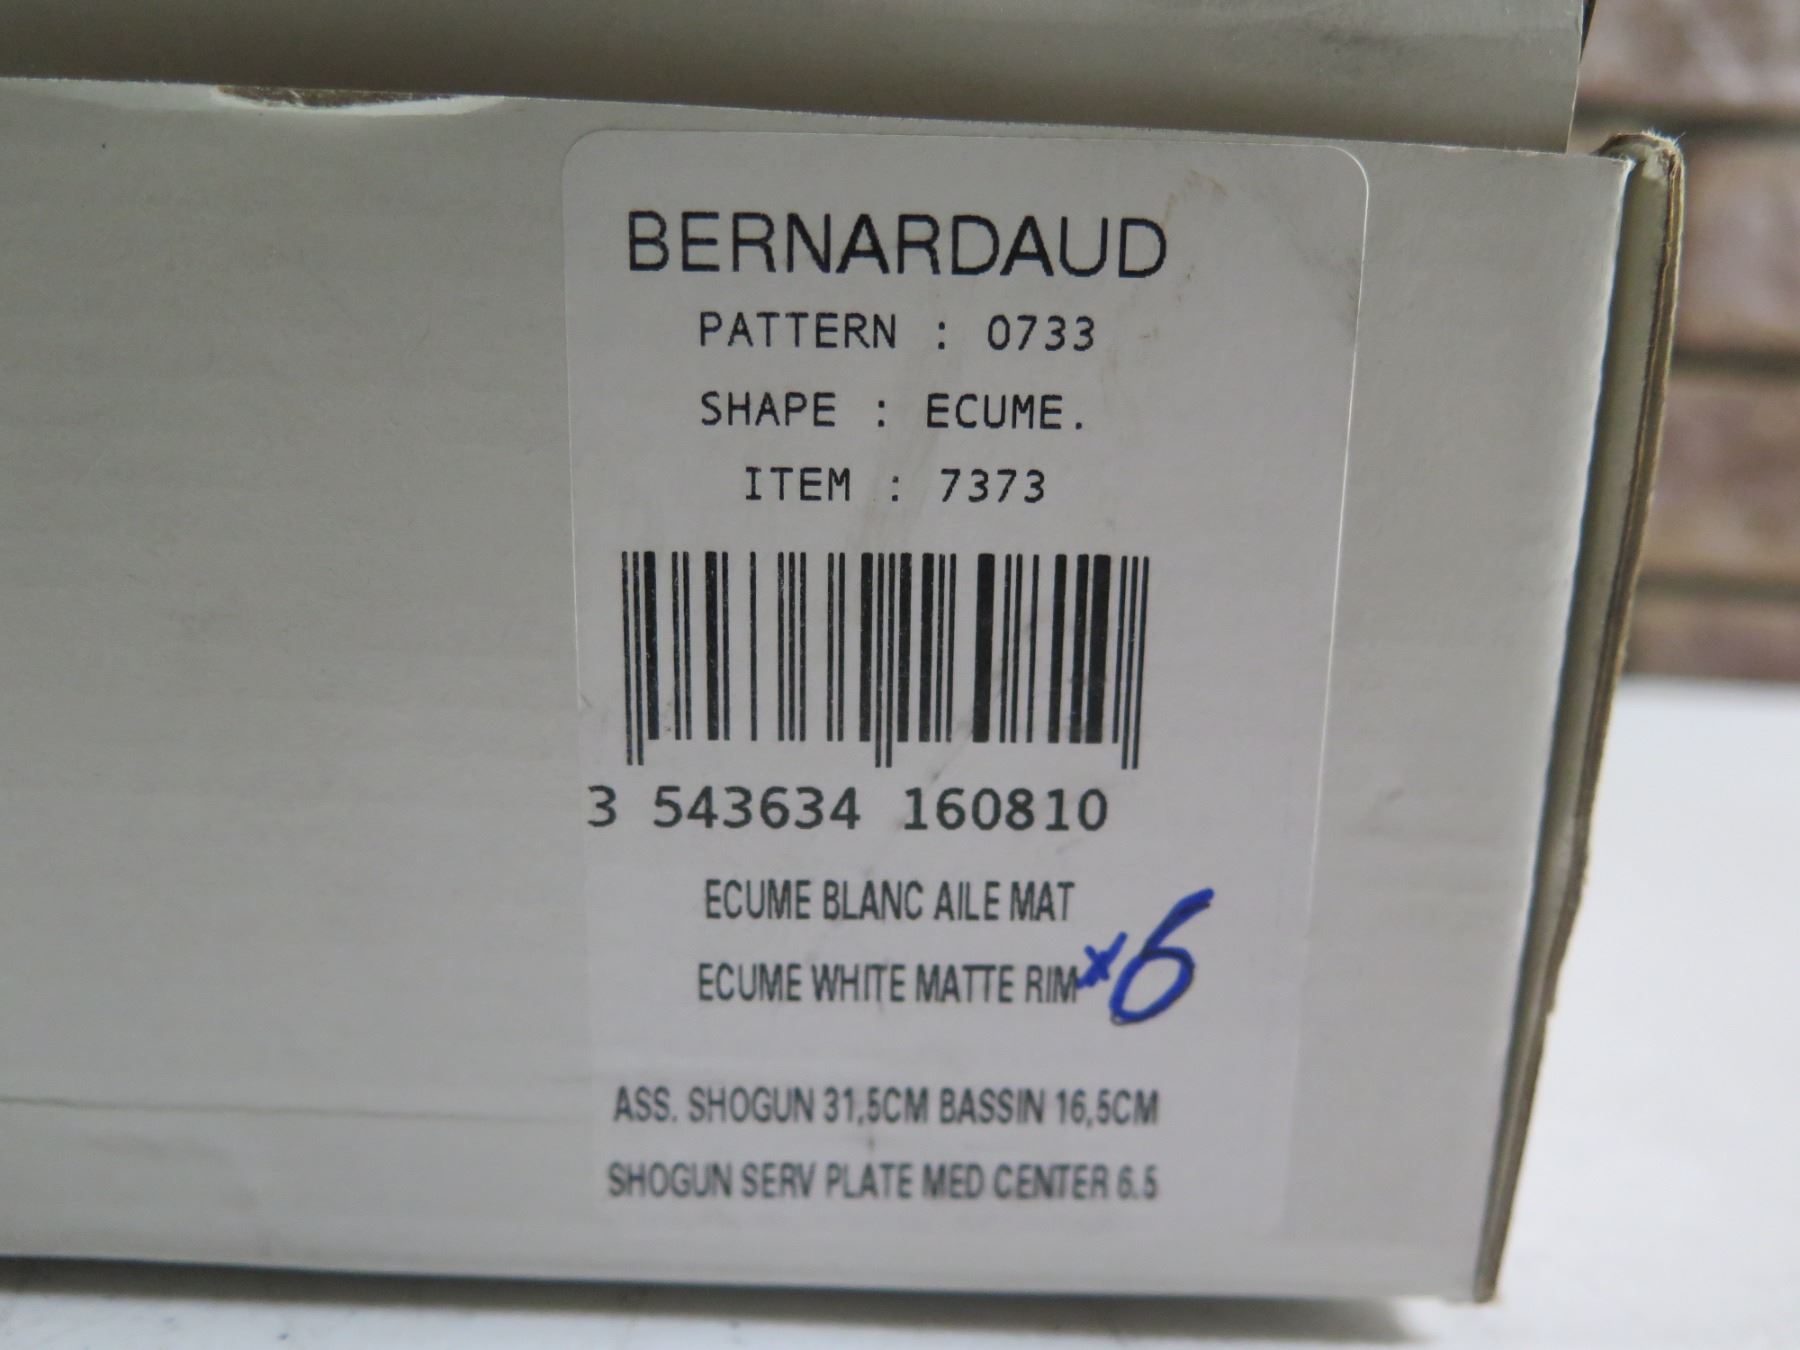 BERNARDAUD
PATTERN : 0733
SHAPE : ECUME.
ITEM : 7373
3 543634 160810
ECUME BLANC AILE MAT
ECUME WHITE MATTE RIM x6
ASS. SHOGUN 31,5CM BASSIN 16,5CM
SHOGUN SERV PLATE MED CENTER 6.5